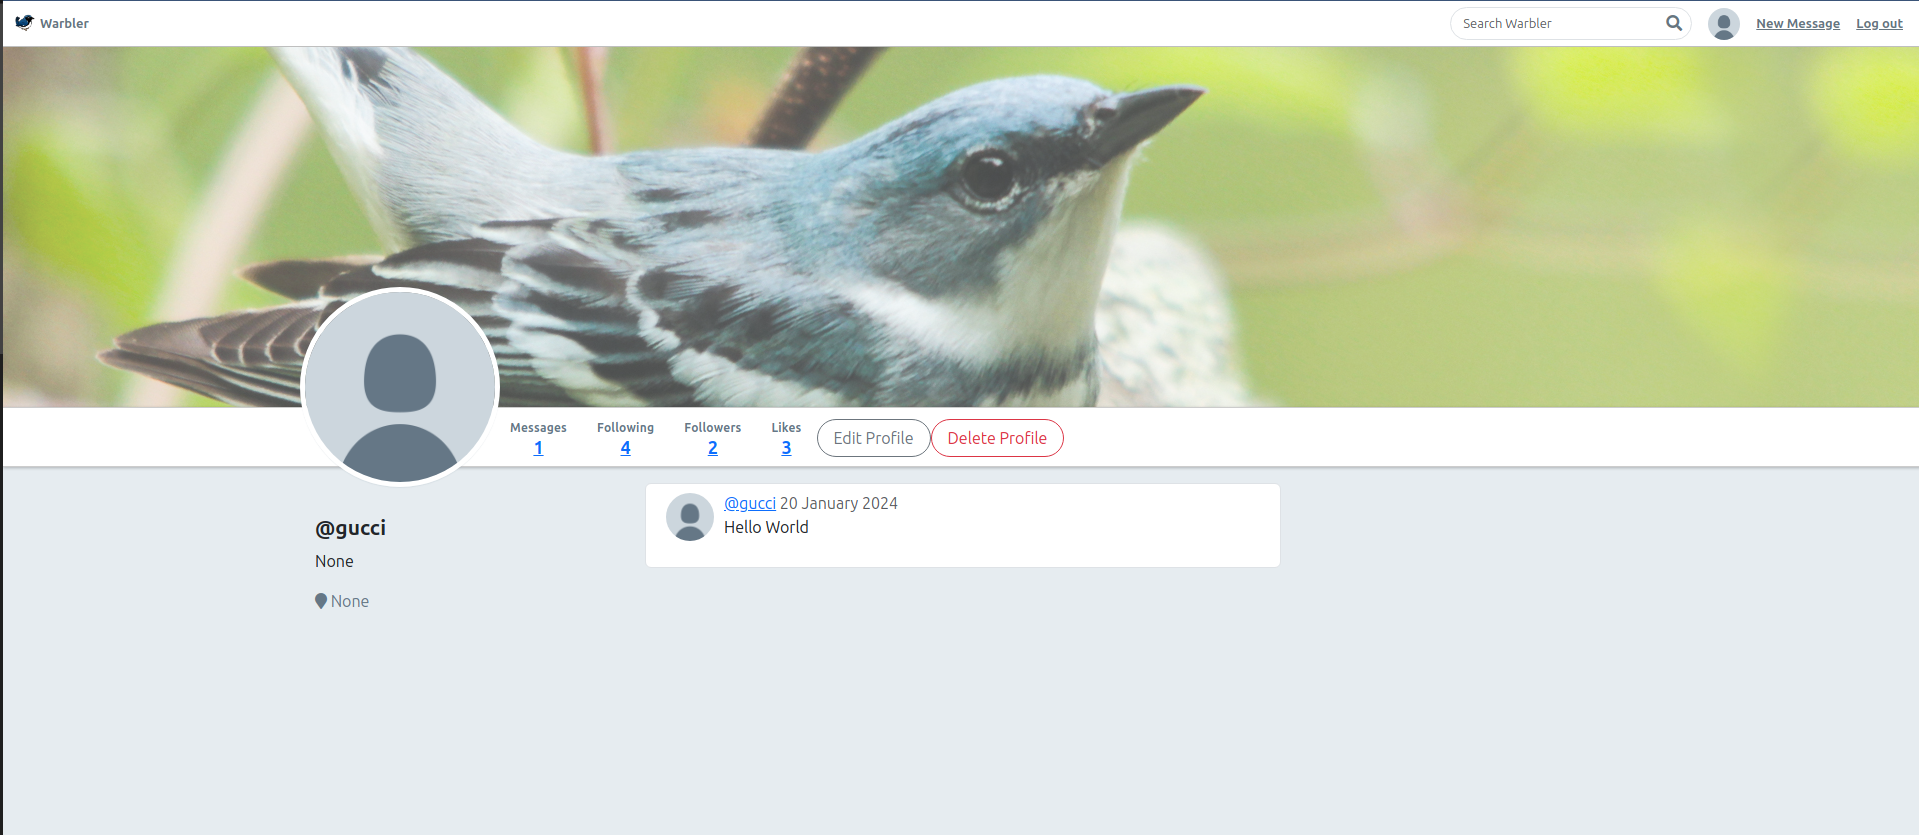 Warbler
Search Warbler
New Message Log out
Messages Following Followers Likes
1 4 2 3
Edit Profile Delete Profile
@gucci 20 January 2024
Hello World
@gucci
None
None